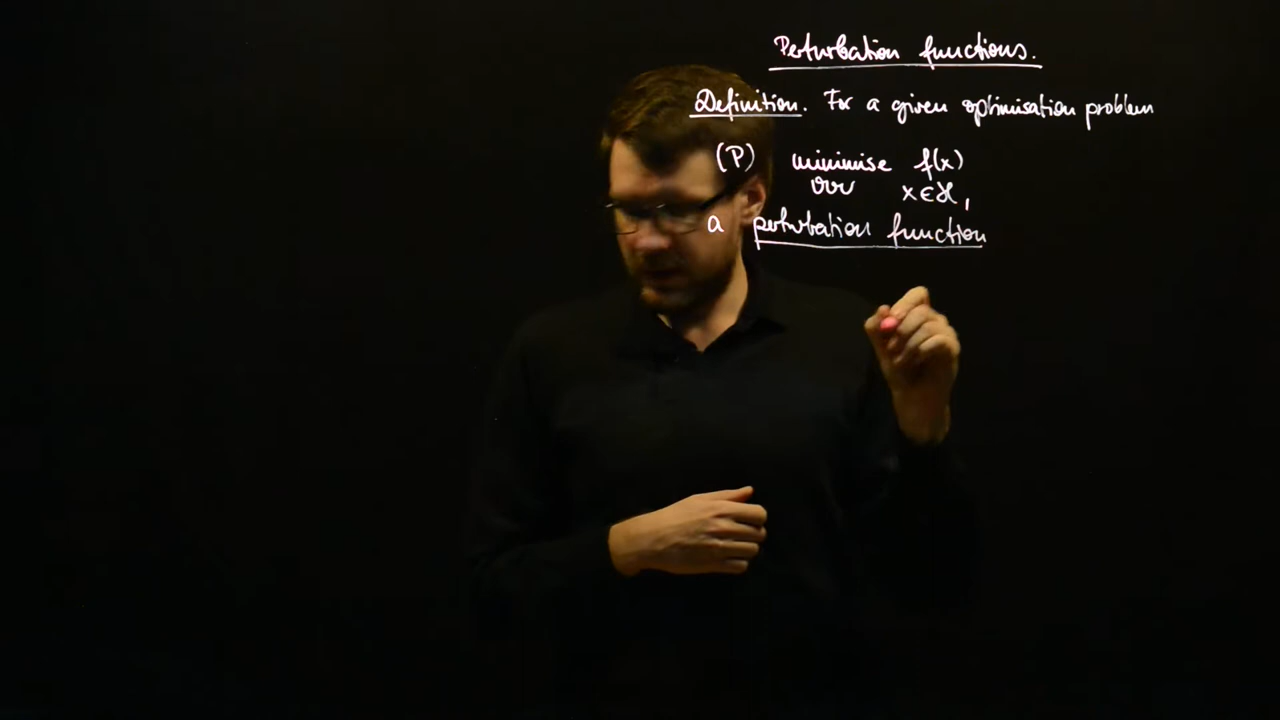 Perturbation functions.
Definition. For a given optimisation problem
(P) minimise f(x)
over x∈𝓗,
a perturbation function